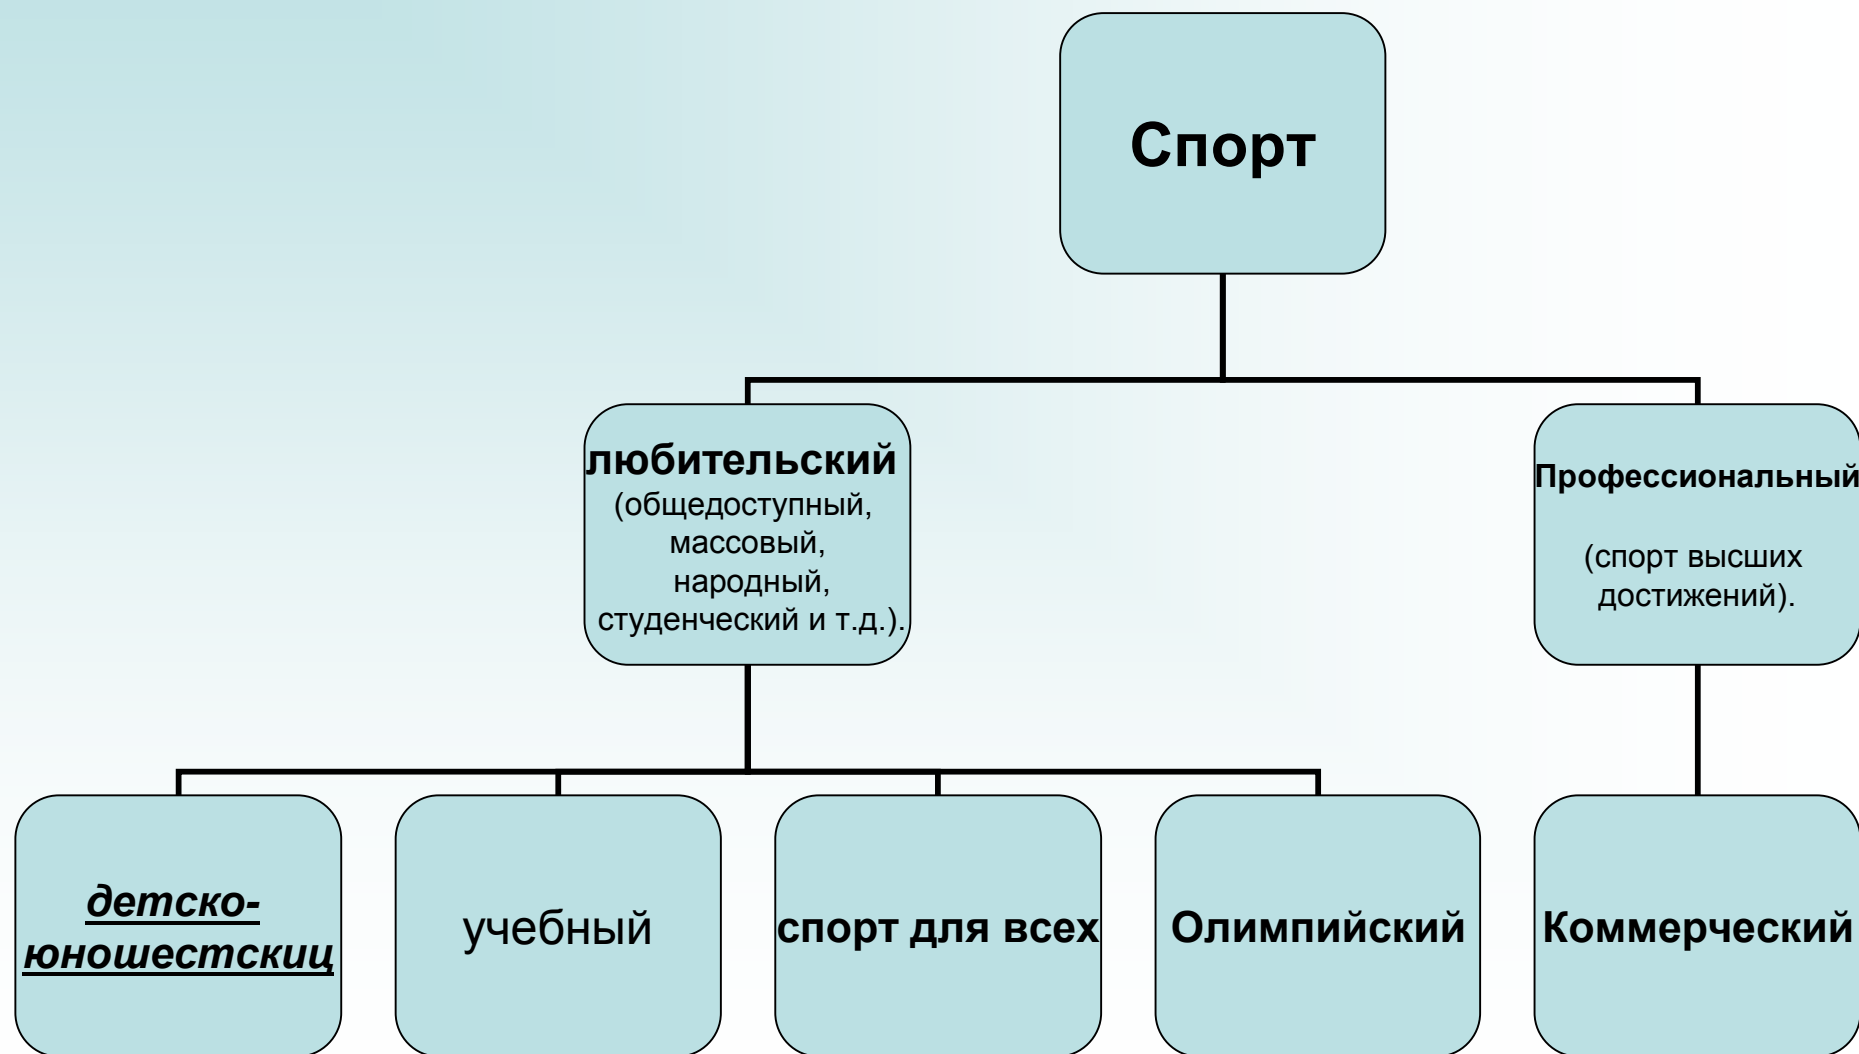 Спорт
любительский
(общедоступный,
массовый,
народный,
студенческий и т.д.).
Профессиональный
(спорт высших
достижений).
детско-
юношестскиц
учебный
спорт для всех
Олимпийский
Коммерческий